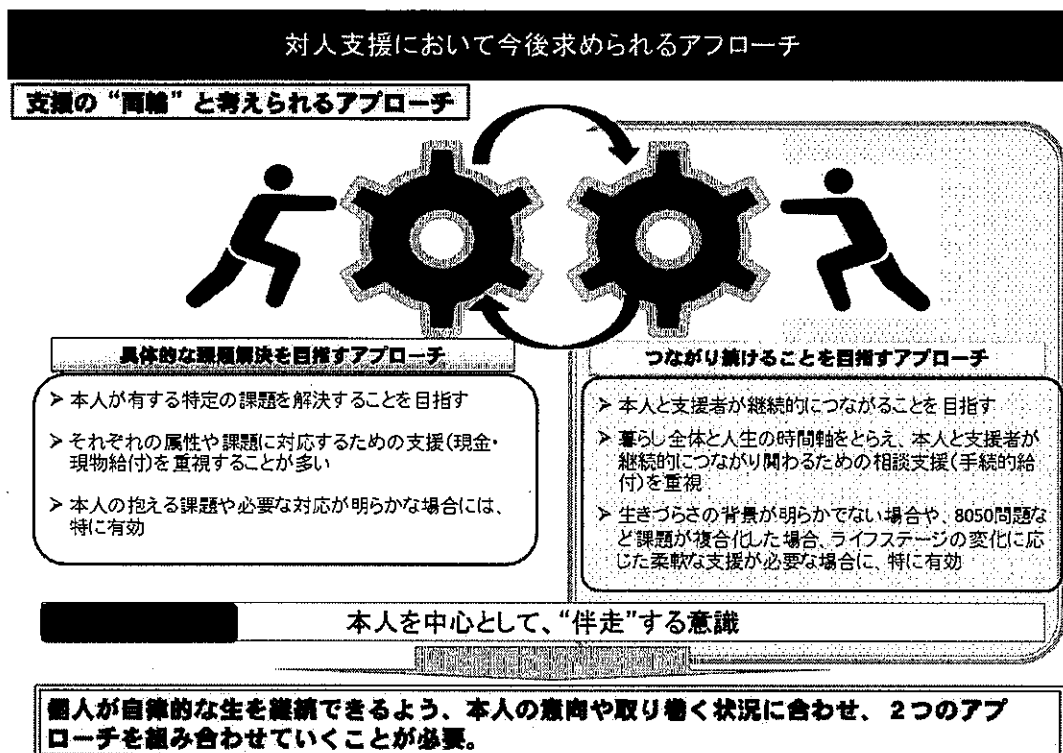 対人支援において今後求められるアプローチ
支援の“両輪”と考えられるアプローチ
具体的な課題解決を目指すアプローチ
➢ 本人が有する特定の課題を解決することを目指す
➢ それぞれの属性や課題に対応するための支援(現金・
現物給付)を重視することが多い
➢ 本人の抱える課題や必要な対応が明らかな場合には、
特に有効
つながり続けることを目指すアプローチ
➢ 本人と支援者が継続的につながることを目指す
➢ 暮らし全体と人生の時間軸をとらえ、本人と支援者が
継続的につながり関わるための相談支援(手続的給
付)を重視
➢ 生きづらさの背景が明らかでない場合や、8050問題な
ど課題が複合化した場合、ライフステージの変化に応
じた柔軟な支援が必要な場合に、特に有効
本人を中心として、“伴走”する意識
個人が自律的な生を継続できるよう、本人の意向や取り巻く状況に合わせ、２つのアプ
ローチを組み合わせていくことが必要。